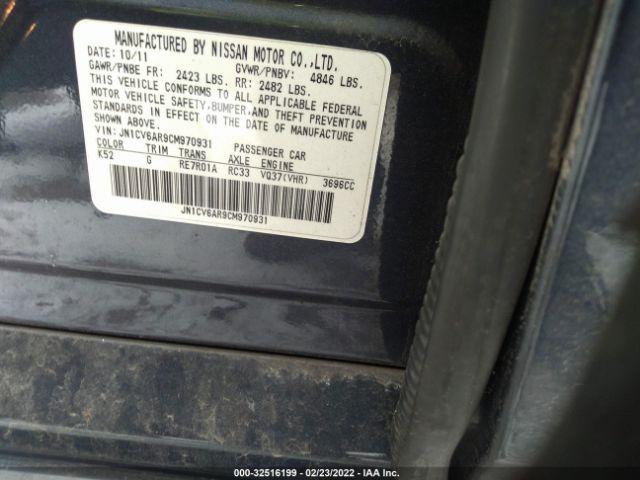 MANUFACTURED BY NISSAN MOTOR CO.,LTD.
DATE: 10/11 GVWR/PNBV: 4846 LBS.
GAWR/PNBE FR: 2423 LBS. RR: 2482 LBS.
THIS VEHICLE CONFORMS TO ALL APPLICABLE FEDERAL
MOTOR VEHICLE SAFETY,BUMPER,AND THEFT PREVENTION
STANDARDS IN EFFECT ON THE DATE OF MANUFACTURE
SHOWN ABOVE.
VIN: JN1CV6AR9CM970931 PASSENGER CAR
COLOR TRIM TRANS AXLE ENGINE
K52 G RE7R01A RC33 VQ37(VHR) 3696CC
JN1CV6AR9CM970931
000-32516199 - 02/23/2022 - IAA Inc.